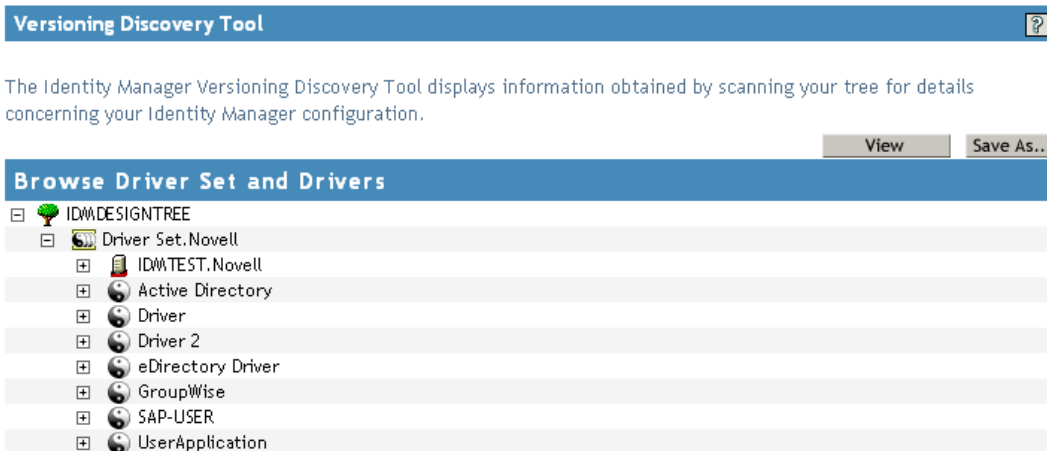 Versioning Discovery Tool
?
The Identity Manager Versioning Discovery Tool displays information obtained by scanning your tree for details
concerning your Identity Manager configuration.
View Save As..
Browse Driver Set and Drivers
IDMDESIGNTREE
Driver Set.Novell
IDMTEST.Novell
Active Directory
Driver
Driver 2
eDirectory Driver
GroupWise
SAP-USER
UserApplication